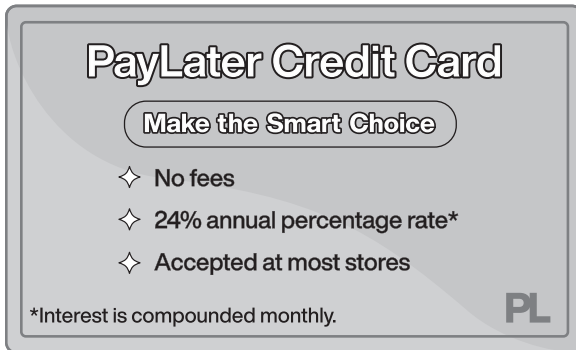 PayLater Credit Card
Make the Smart Choice
No fees
24% annual percentage rate*
Accepted at most stores
*Interest is compounded monthly.
PL